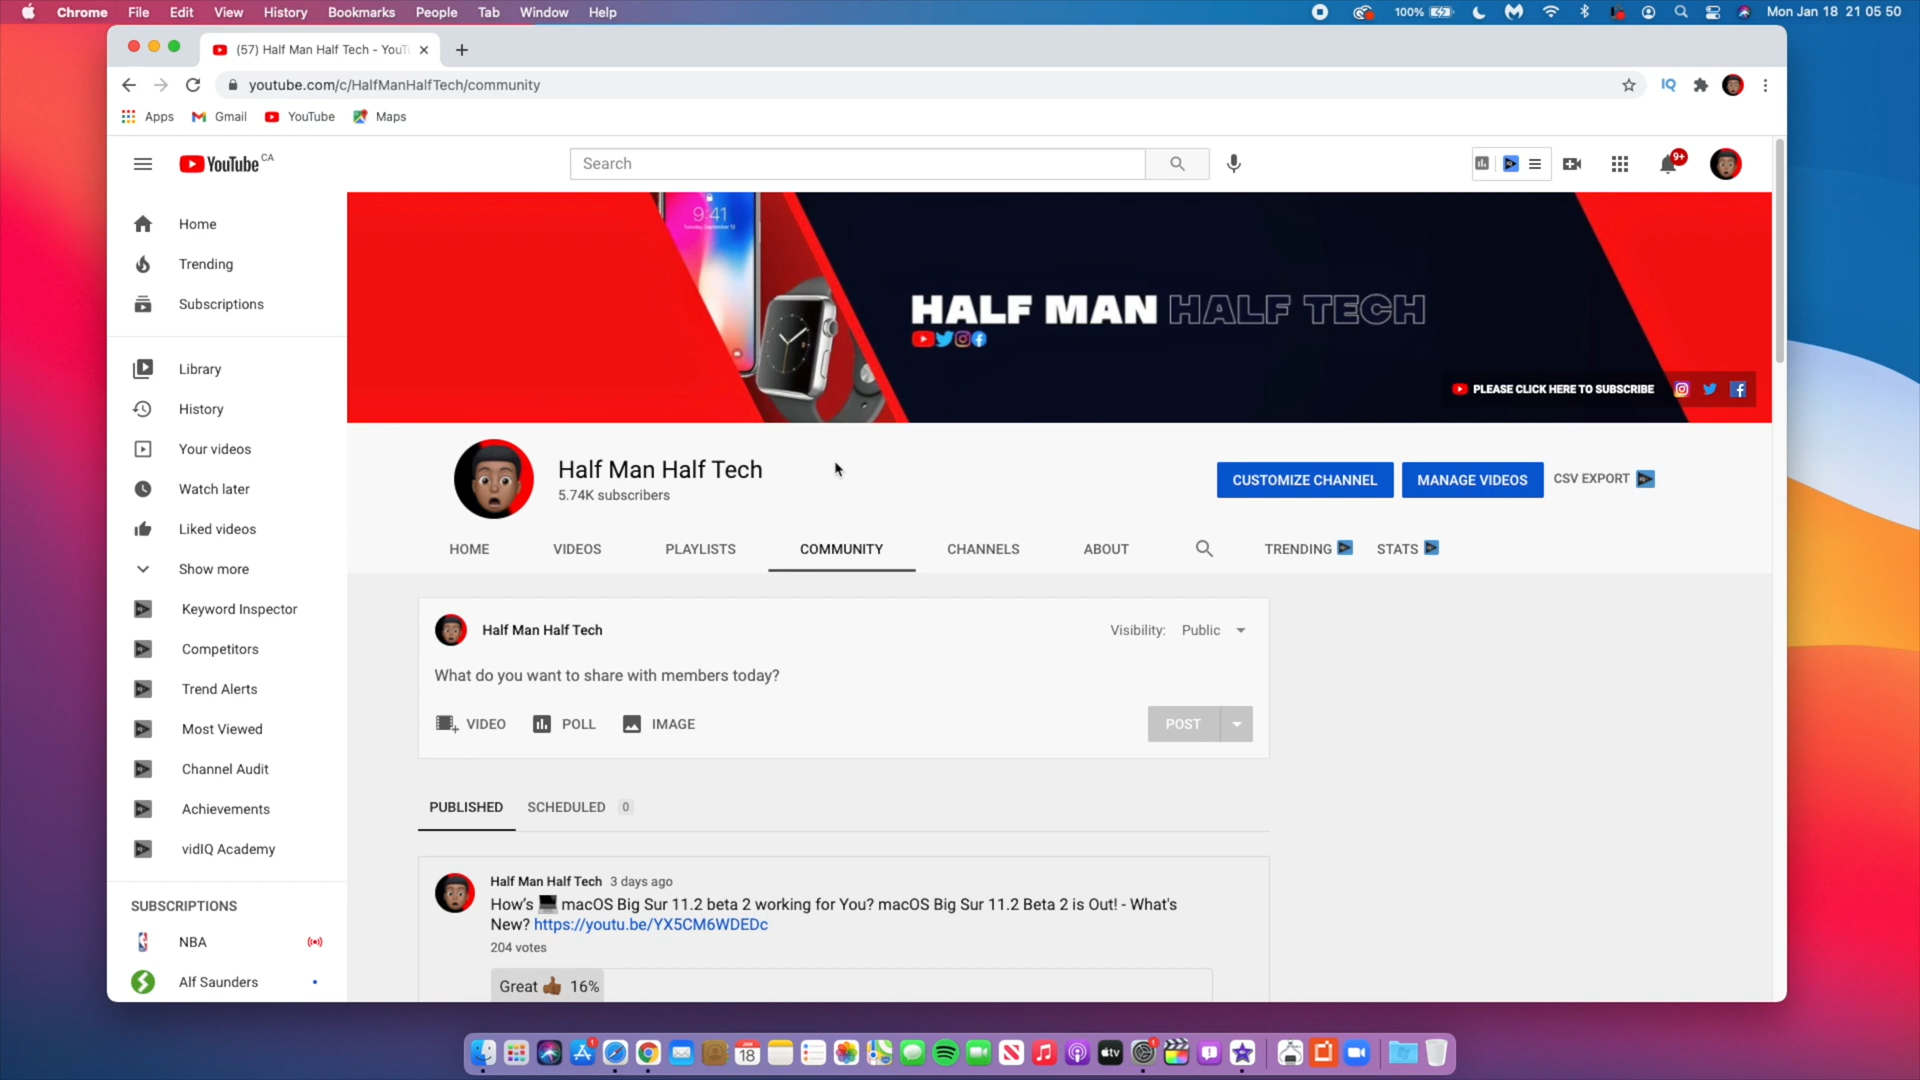 Chrome File Edit View History Bookmarks People Tab Window Help 100% Mon Jan 18 21 05 50
(57) Half Man Half Tech - YouT
youtube.com/c/HalfManHalfTech/community IQ
Apps Gmail YouTube Maps
YouTube CA Search 9+
Home
Trending
Subscriptions
Library
History
Your videos
Watch later
Liked videos
Show more
Keyword Inspector
Competitors
Trend Alerts
Most Viewed
Channel Audit
Achievements
vidIQ Academy
SUBSCRIPTIONS
NBA
Alf Saunders
9:41
HALF MAN HALF TECH
PLEASE CLICK HERE TO SUBSCRIBE
Half Man Half Tech
5.74K subscribers
CUSTOMIZE CHANNEL MANAGE VIDEOS CSV EXPORT
HOME VIDEOS PLAYLISTS COMMUNITY CHANNELS ABOUT TRENDING STATS
Half Man Half Tech Visibility: Public
What do you want to share with members today?
VIDEO POLL IMAGE POST
PUBLISHED SCHEDULED 0
Half Man Half Tech 3 days ago
How's 💻 macOS Big Sur 11.2 beta 2 working for You? macOS Big Sur 11.2 Beta 2 is Out! - What's
New? https://youtu.be/YX5CM6WDEDc
204 votes
Great 👍🏾 16%
18 tv